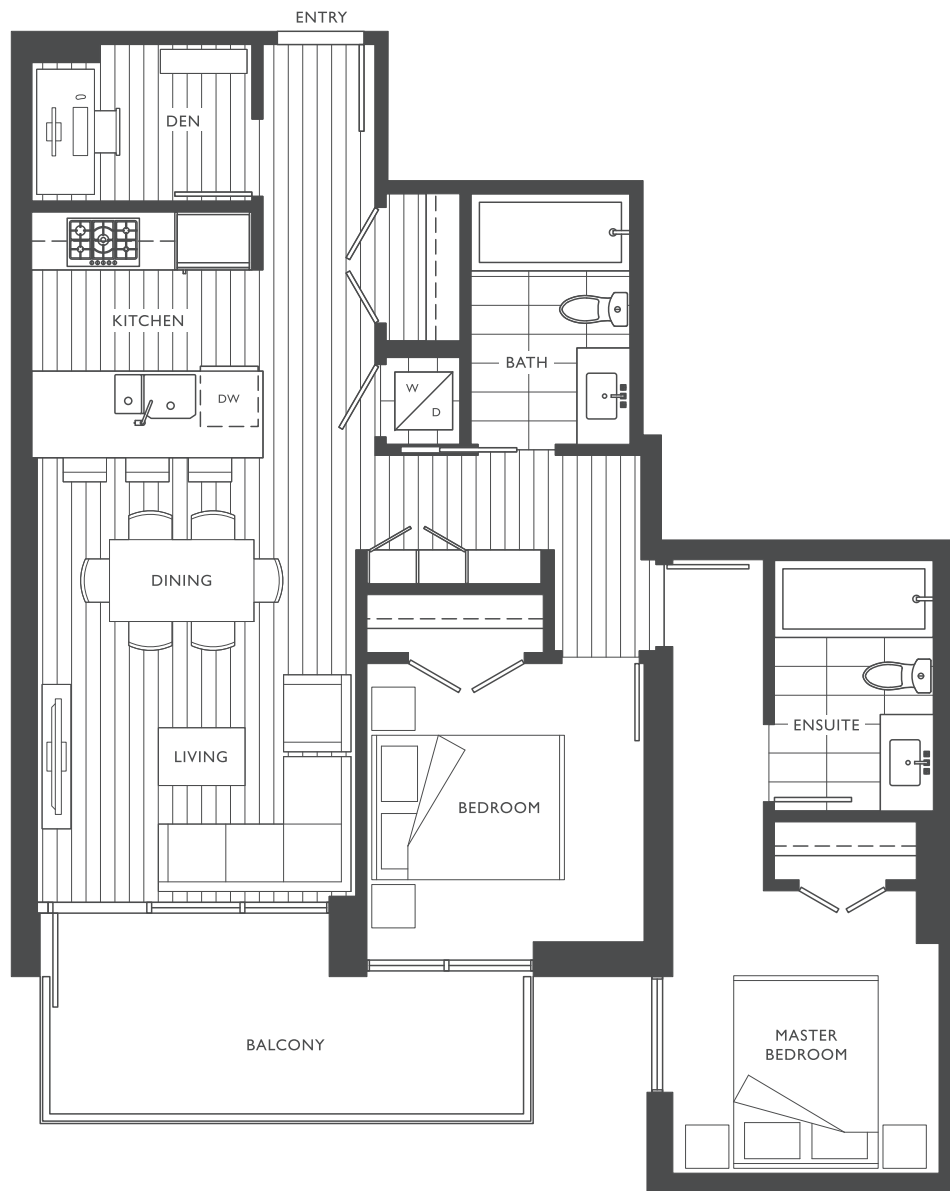 ENTRY
DEN
KITCHEN
BATH
W
D
DW
DINING
ENSUITE
LIVING
BEDROOM
BALCONY
MASTER
BEDROOM